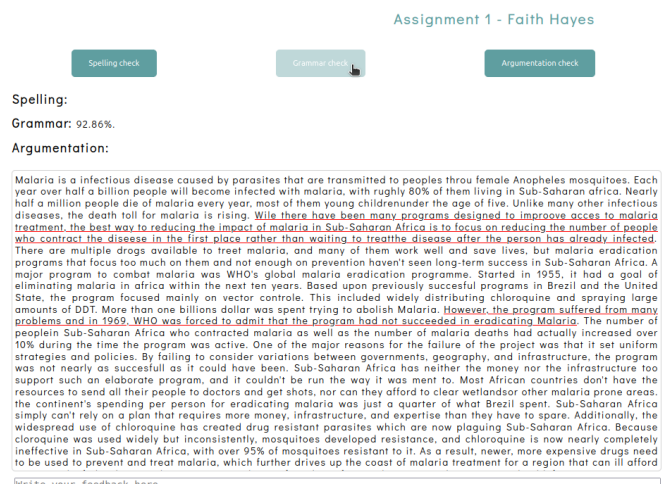 Assignment 1 - Faith Hayes
Spelling check
Grammar check
Argumentation check
Spelling:
Grammar: 92.86%.
Argumentation:
Malaria is a infectious disease caused by parasites that are transmitted to peoples throu female Anopheles mosquitoes. Each
year over half a billion people will become infected with malaria, with rughly 80% of them living in Sub-Saharan africa. Nearly
half a million people die of malaria every year, most of them young childrenunder the age of five. Unlike many other infectious
diseases, the death toll for malaria is rising. Wile there have been many programs designed to improove acces to malaria
treatment, the best way to reducing the impact of malaria in Sub-Saharan Africa is to focus on reducing the number of people
who contract the diseese in the first place rather than waiting to treatthe disease after the person has already infected.
There are multiple drugs available to treat malaria, and many of them work well and save lives, but malaria eradication
programs that focus too much on them and not enough on prevention haven't seen long-term success in Sub-Saharan Africa. A
major program to combat malaria was WHO's global malaria eradication programme. Started in 1955, it had a goal of
eliminating malaria in africa within the next ten years. Based upon previously succesful programs in Brezil and the United
State, the program focused mainly on vector controle. This included widely distributing chloroquine and spraying large
amounts of DDT. More than one billions dollar was spent trying to abolish Malaria. However, the program suffered from many
problems and in 1969, WHO was forced to admit that the program had not succeeded in eradicating Malaria. The number of
peoplein Sub-Saharan Africa who contracted malaria as well as the number of malaria deaths had actually increased over
10% during the time the program was active. One of the major reasons for the failure of the project was that it set uniform
strategies and policies. By failing to consider variations between governments, geography, and infrastructure, the program
was not nearly as succesfull as it could have been. Sub-Saharan Africa has neither the money nor the infrastructure too
support such an elaborate program, and it couldn't be run the way it was ment to. Most African countries don't have the
resources to send all their people to doctors and get shots, nor can they afford to clear wetlandsor other malaria prone areas.
the continent's spending per person for eradicating malaria was just a quarter of what Brezil spent. Sub-Saharan Africa
simply can't rely on a plan that requires more money, infrastructure, and expertise than they have to spare. Additionally, the
widespread use of chloroquine has created drug resistant parasites which are now plaguing Sub-Saharan Africa. Because
cloroquine was used widely but inconsistently, mosquitoes developed resistance, and chloroquine is now nearly completely
ineffective in Sub-Saharan Africa, with over 95% of mosquitoes resistant to it. As a result, newer, more expensive drugs need
to be used to prevent and treat malaria, which further drives up the coast of malaria treatment for a region that can ill afford
Write your feedback here